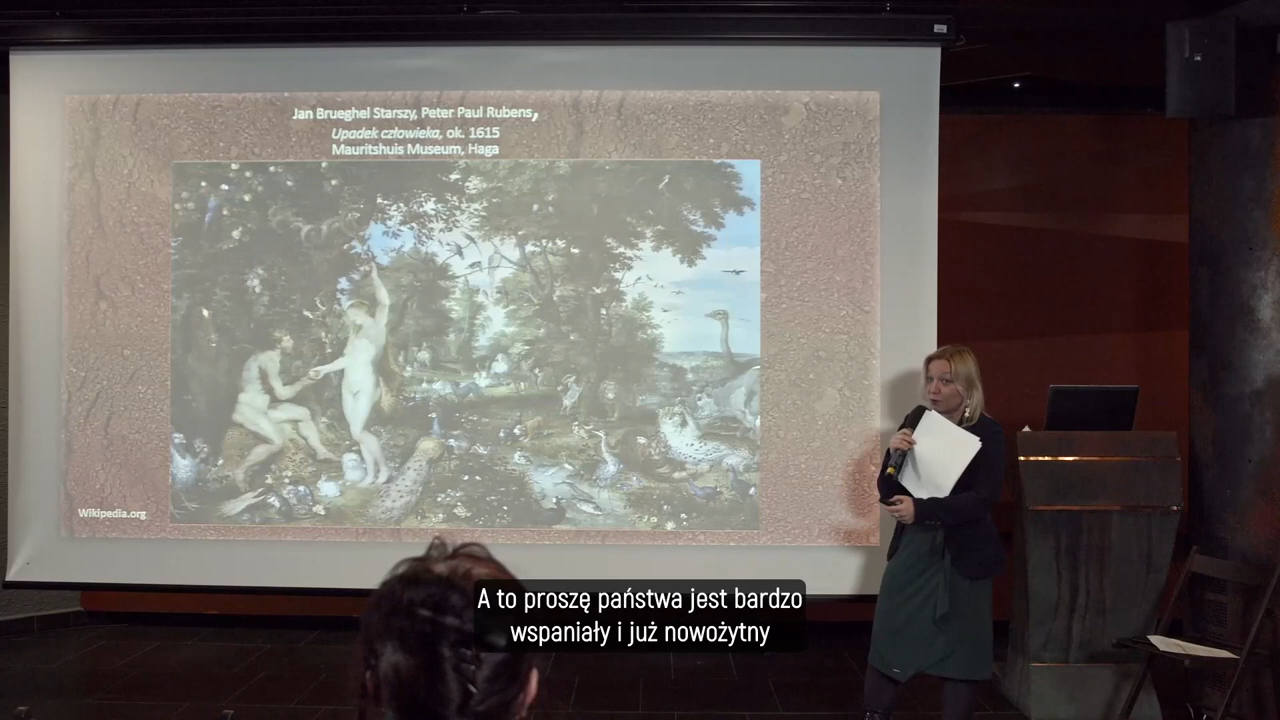 Jan Brueghel Starszy, Peter Paul Rubens,
Upadek człowieka, ok. 1615
Mauritshuis Museum, Haga
Wikipedia.org
A to proszę państwa jest bardzo
wspaniały i już nowożytny